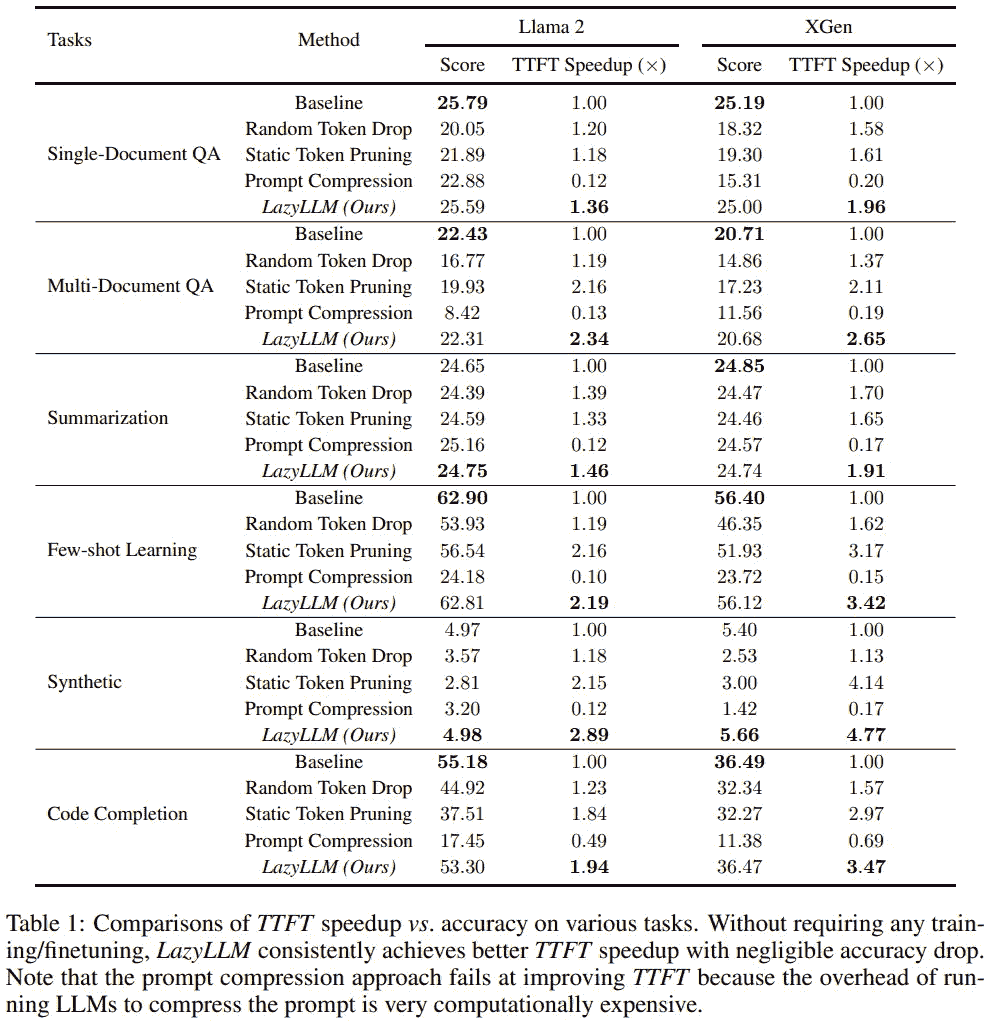 Tasks Method Llama 2 XGen
Score TTFT Speedup (×) Score TTFT Speedup (×)
Single-Document QA
Baseline 25.79 1.00 25.19 1.00
Random Token Drop 20.05 1.20 18.32 1.58
Static Token Pruning 21.89 1.18 19.30 1.61
Prompt Compression 22.88 0.12 15.31 0.20
LazyLLM (Ours) 25.59 1.36 25.00 1.96
Multi-Document QA
Baseline 22.43 1.00 20.71 1.00
Random Token Drop 16.77 1.19 14.86 1.37
Static Token Pruning 19.93 2.16 17.23 2.11
Prompt Compression 8.42 0.13 11.56 0.19
LazyLLM (Ours) 22.31 2.34 20.68 2.65
Summarization
Baseline 24.65 1.00 24.85 1.00
Random Token Drop 24.39 1.39 24.47 1.70
Static Token Pruning 24.59 1.33 24.46 1.65
Prompt Compression 25.16 0.12 24.57 0.17
LazyLLM (Ours) 24.75 1.46 24.74 1.91
Few-shot Learning
Baseline 62.90 1.00 56.40 1.00
Random Token Drop 53.93 1.19 46.35 1.62
Static Token Pruning 56.54 2.16 51.93 3.17
Prompt Compression 24.18 0.10 23.72 0.15
LazyLLM (Ours) 62.81 2.19 56.12 3.42
Synthetic
Baseline 4.97 1.00 5.40 1.00
Random Token Drop 3.57 1.18 2.53 1.13
Static Token Pruning 2.81 2.15 3.00 4.14
Prompt Compression 3.20 0.12 1.42 0.17
LazyLLM (Ours) 4.98 2.89 5.66 4.77
Code Completion
Baseline 55.18 1.00 36.49 1.00
Random Token Drop 44.92 1.23 32.34 1.57
Static Token Pruning 37.51 1.84 32.27 2.97
Prompt Compression 17.45 0.49 11.38 0.69
LazyLLM (Ours) 53.30 1.94 36.47 3.47
Table 1: Comparisons of TTFT speedup vs. accuracy on various tasks. Without requiring any train-
ing/finetuning, LazyLLM consistently achieves better TTFT speedup with negligible accuracy drop.
Note that the prompt compression approach fails at improving TTFT because the overhead of run-
ning LLMs to compress the prompt is very computationally expensive.